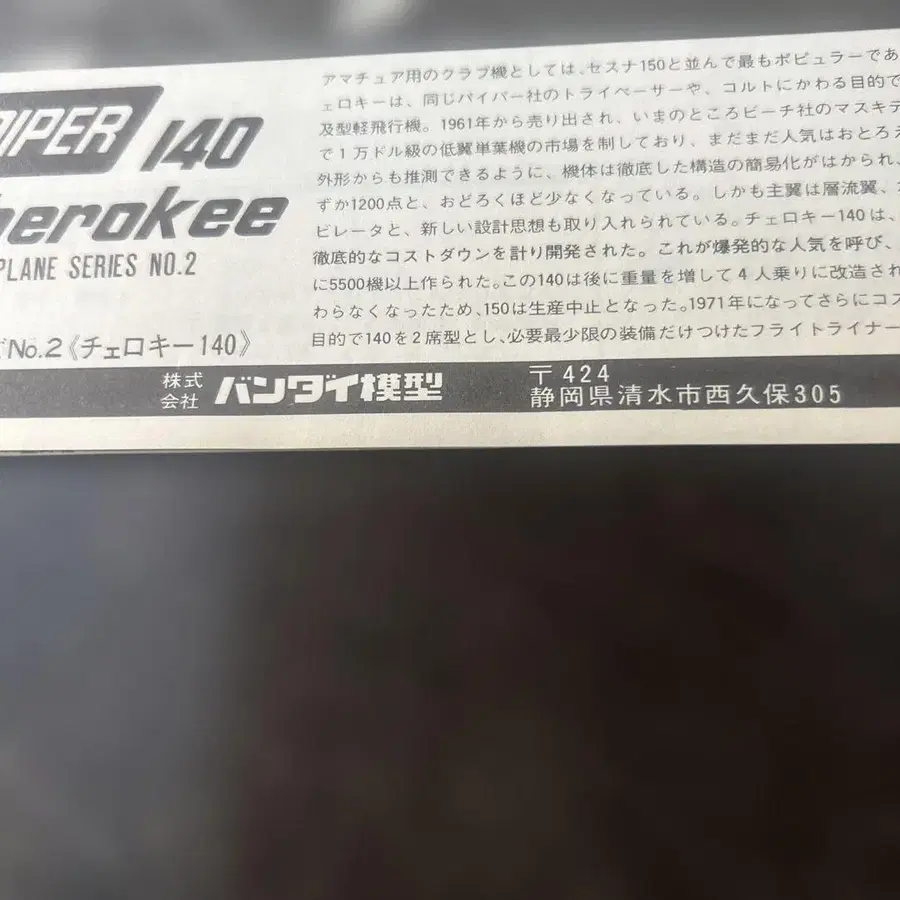 PIPER 140
herokee
PLANE SERIES NO.2
No.2《チェロキー140》
アマチュア用のクラブ機としては、セスナ150と並んで最もポピュラーであ
ェロキーは、同じパイパー社のトライペーサーや、コルトにかわる目的で
及型軽飛行機。1961年から売り出され、いまのところビーチ社のマスキテ
で1万ドル級の低翼単葉機の市場を制しており、まだまだ人気はおとろえ
外形からも推測できるように、機体は徹底した構造の簡易化がはかられ、
ずか1200点と、おどろくほど少なくなっている。しかも主翼は層流翼、
ビレータと、新しい設計思想も取り入れられている。チェロキー140は、
徹底的なコストダウンを計り開発された。これが爆発的な人気を呼び、
に5500機以上作られた。この140は後に重量を増して4人乗りに改造され
わらなくなったため、150は生産中止となった。1971年になってさらにコス
目的で140を2席型とし、必要最少限の装備だけつけたフライトライナー
株式会社 バンダイ模型
〒424
静岡県清水市西久保305